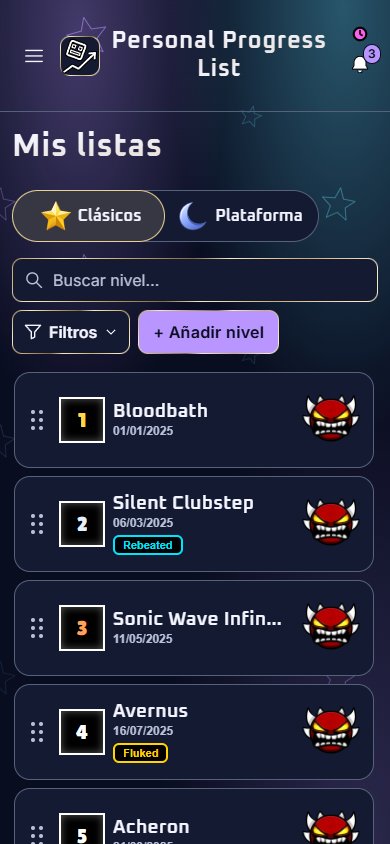 Personal Progress
List
3
Mis listas
Clásicos
Plataforma
Buscar nivel...
Filtros
+ Añadir nivel
1
Bloodbath
01/01/2025
2
Silent Clubstep
06/03/2025
Rebeated
3
Sonic Wave Infin...
11/05/2025
4
Avernus
16/07/2025
Fluked
5
Acheron